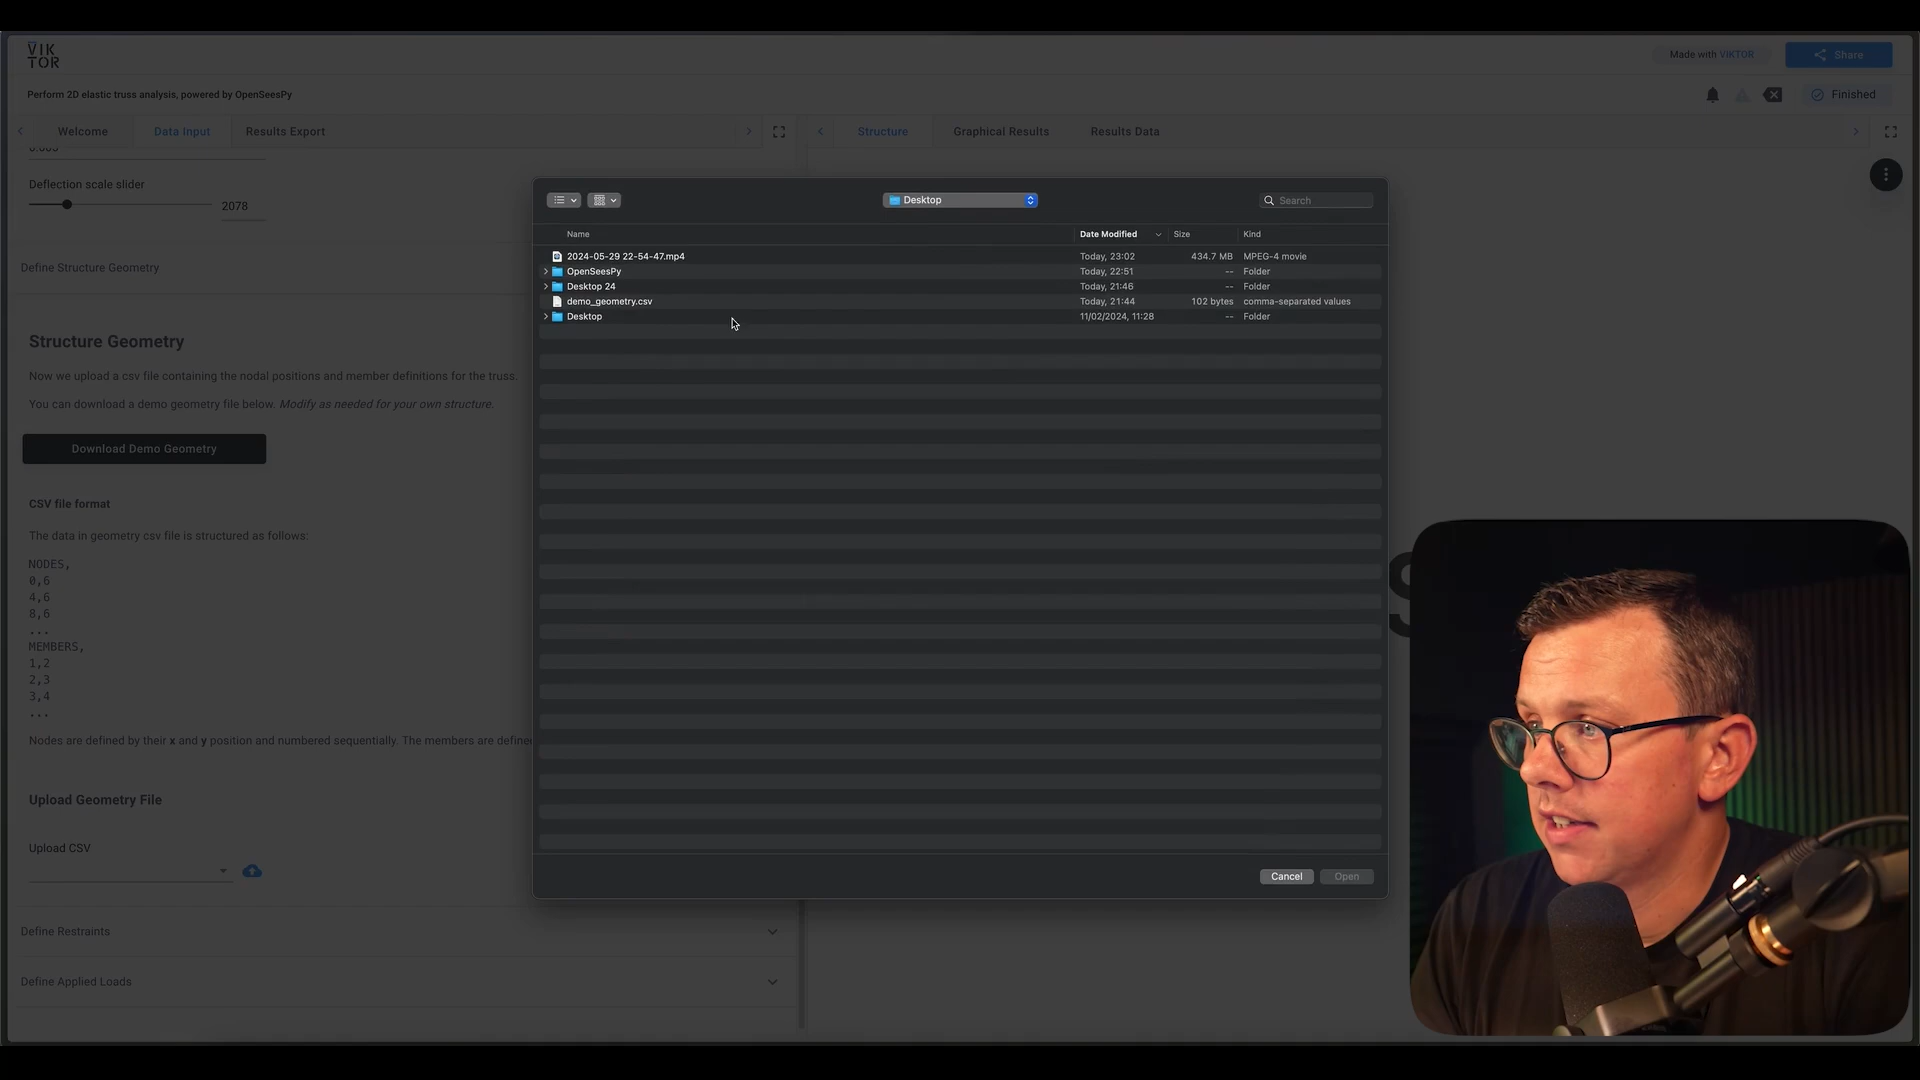 VIK
TOR
Made with VIKTOR
Share
Perform 2D elastic truss analysis, powered by OpenSeesPy
Finished
Welcome
Data Input
Results Export
Structure
Graphical Results
Results Data
Deflection scale slider
2078
Define Structure Geometry
Structure Geometry
Now we upload a csv file containing the nodal positions and member definitions for the truss.
You can download a demo geometry file below. Modify as needed for your own structure.
Download Demo Geometry
CSV file format
The data in geometry csv file is structured as follows:
NODES,
0,6
4,6
8,6
...
MEMBERS,
1,2
2,3
3,4
...
Nodes are defined by their x and y position and numbered sequentially. The members are define
Upload Geometry File
Upload CSV
Define Restraints
Define Applied Loads
Desktop
Search
Name Date Modified Size Kind
2024-05-29 22-54-47.mp4 Today, 23:02 434.7 MB MPEG-4 movie
OpenSeesPy Today, 22:51 -- Folder
Desktop 24 Today, 21:46 -- Folder
demo_geometry.csv Today, 21:44 102 bytes comma-separated values
Desktop 11/02/2024, 11:28 -- Folder
Cancel
Open
S